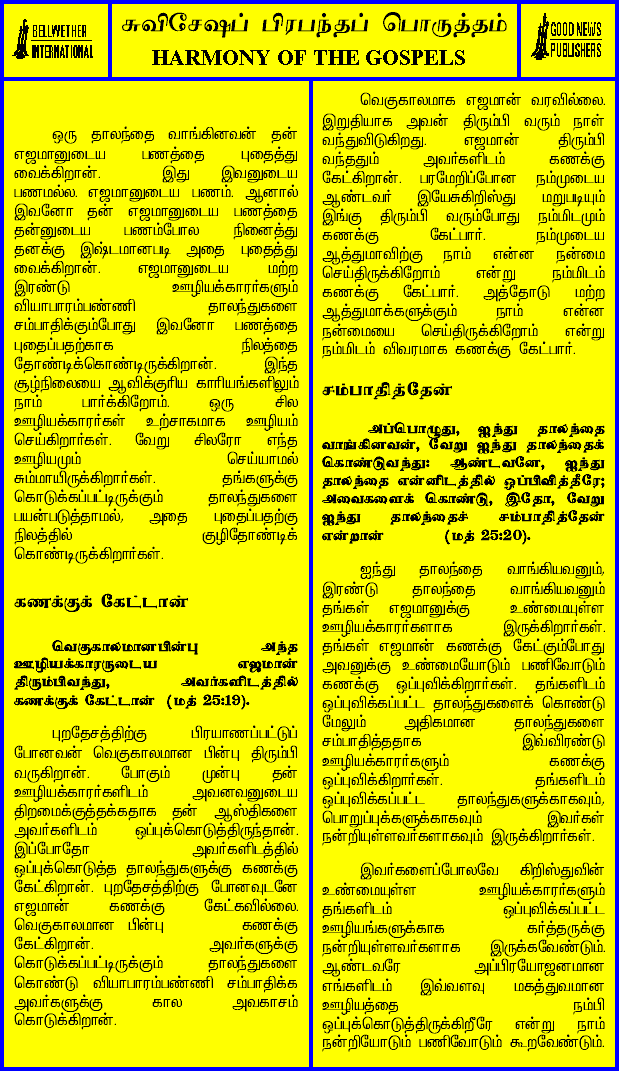 BELLWETHER
INTERNATIONAL
சுவிசேஷப் பிரபந்தப் பொருத்தம்
HARMONY OF THE GOSPELS
GOOD NEWS
PUBLISHERS
ஒரு தாலந்தை வாங்கினவன் தன்
எஜமானுடைய பணத்தை புதைத்து
வைக்கிறான். இது இவனுடைய
பணமல்ல. எஜமானுடைய பணம். ஆனால்
இவனோ தன் எஜமானுடைய பணத்தை
தன்னுடைய பணம்போல நினைத்து
தனக்கு இஷ்டமானபடி அதை புதைத்து
வைக்கிறான். எஜமானுடைய மற்ற
இரண்டு ஊழியக்காரர்களும்
வியாபாரம்பண்ணி தாலந்துகளை
சம்பாதிக்கும்போது இவனோ பணத்தை
புதைப்பதற்காக நிலத்தை
தோண்டிக்கொண்டிருக்கிறான். இந்த
சூழ்நிலையை ஆவிக்குரிய காரியங்களிலும்
நாம் பார்க்கிறோம். ஒரு சில
ஊழியக்காரர்கள் உற்சாகமாக ஊழியம்
செய்கிறார்கள். வேறு சிலரோ எந்த
ஊழியமும் செய்யாமல்
சும்மாயிருக்கிறார்கள். தங்களுக்கு
கொடுக்கப்பட்டிருக்கும் தாலந்துகளை
பயன்படுத்தாமல், அதை புதைப்பதற்கு
நிலத்தில் குழிதோண்டிக்
கொண்டிருக்கிறார்கள்.
கணக்குக் கேட்டான்
வெகுகாலமானபின்பு அந்த
ஊழியக்காரருடைய எஜமான்
திரும்பிவந்து, அவர்களிடத்தில்
கணக்குக் கேட்டான் (மத் 25:19).
புறதேசத்திற்கு பிரயாணப்பட்டுப்
போனவன் வெகுகாலமான பின்பு திரும்பி
வருகிறான். போகும் முன்பு தன்
ஊழியக்காரர்களிடம் அவனவனுடைய
திறமைக்குத்தக்கதாக தன் ஆஸ்திகளை
அவர்களிடம் ஒப்புக்கொடுத்திருந்தான்.
இப்போதோ அவர்களிடத்தில்
ஒப்புக்கொடுத்த தாலந்துகளுக்கு கணக்கு
கேட்கிறான். புறதேசத்திற்கு போனவுடனே
எஜமான் கணக்கு கேட்கவில்லை.
வெகுகாலமான பின்பு கணக்கு
கேட்கிறான். அவர்களுக்கு
கொடுக்கப்பட்டிருக்கும் தாலந்துகளை
கொண்டு வியாபாரம்பண்ணி சம்பாதிக்க
அவர்களுக்கு கால அவகாசம்
கொடுக்கிறான்.
வெகுகாலமாக எஜமான் வரவில்லை.
இறுதியாக அவன் திரும்பி வரும் நாள்
வந்துவிடுகிறது. எஜமான் திரும்பி
வந்ததும் அவர்களிடம் கணக்கு
கேட்கிறான். பரமேறிப்போன நம்முடைய
ஆண்டவர் இயேசுகிறிஸ்து மறுபடியும்
இங்கு திரும்பி வரும்போது நம்மிடமும்
கணக்கு கேட்பார். நம்முடைய
ஆத்துமாவிற்கு நாம் என்ன நன்மை
செய்திருக்கிறோம் என்று நம்மிடம்
கணக்கு கேட்பார். அத்தோடு மற்ற
ஆத்துமாக்களுக்கும் நாம் என்ன
நன்மையை செய்திருக்கிறோம் என்று
நம்மிடம் விவரமாக கணக்கு கேட்பார்.
சம்பாதித்தேன்
அப்பொழுது, ஐந்து தாலந்தை
வாங்கினவன், வேறு ஐந்து தாலந்தைக்
கொண்டுவந்து: ஆண்டவனே, ஐந்து
தாலந்தை என்னிடத்தில் ஒப்பிவித்தீரே;
அவைகளைக் கொண்டு, இதோ, வேறு
ஐந்து தாலந்தைச் சம்பாதித்தேன்
என்றான் (மத் 25:20).
ஐந்து தாலந்தை வாங்கியவனும்,
இரண்டு தாலந்தை வாங்கியவனும்
தங்கள் எஜமானுக்கு உண்மையுள்ள
ஊழியக்காரர்களாக இருக்கிறார்கள்.
தங்கள் எஜமான் கணக்கு கேட்கும்போது
அவனுக்கு உண்மையோடும் பணிவோடும்
கணக்கு ஒப்புவிக்கிறார்கள். தங்களிடம்
ஒப்புவிக்கப்பட்ட தாலந்துகளைக் கொண்டு
மேலும் அதிகமான தாலந்துகளை
சம்பாதித்ததாக இவ்விரண்டு
ஊழியக்காரர்களும் கணக்கு
ஒப்புவிக்கிறார்கள். தங்களிடம்
ஒப்புவிக்கப்பட்ட தாலந்துகளுக்காகவும்,
பொறுப்புக்களுக்காகவும் இவர்கள்
நன்றியுள்ளவர்களாகவும் இருக்கிறார்கள்.
இவர்களைப்போலவே கிறிஸ்துவின்
உண்மையுள்ள ஊழியக்காரர்களும்
தங்களிடம் ஒப்புவிக்கப்பட்ட
ஊழியங்களுக்காக கர்த்தருக்கு
நன்றியுள்ளவர்களாக இருக்கவேண்டும்.
ஆண்டவரே அப்பிரயோஜனமான
எங்களிடம் இவ்வளவு மகத்துவமான
ஊழியத்தை நம்பி
ஒப்புக்கொடுத்திருக்கிறீரே என்று நாம்
நன்றியோடும் பணிவோடும் கூறவேண்டும்.